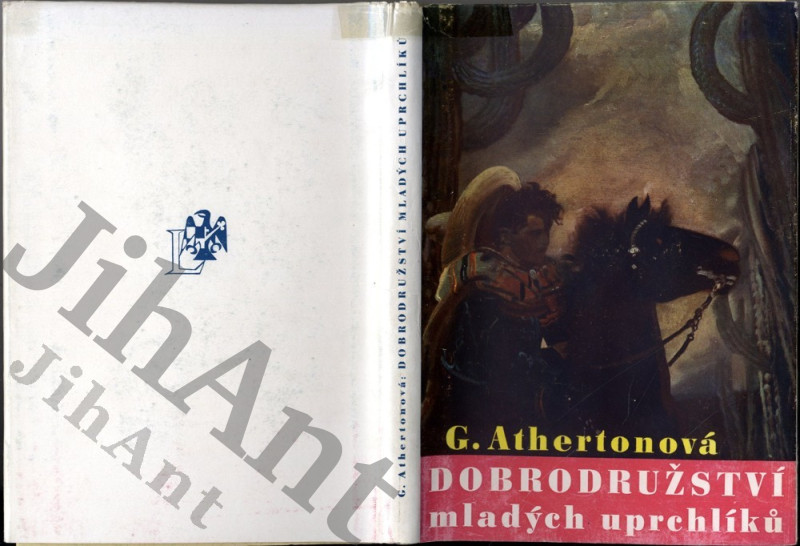 JihAnt
JihAnt
L
G. Athertonová: DOBRODRUŽSTVÍ MLADÝCH UPRCHLÍKŮ
G. Athertonová
DOBRODRUŽSTVÍ
mladých uprchlíků